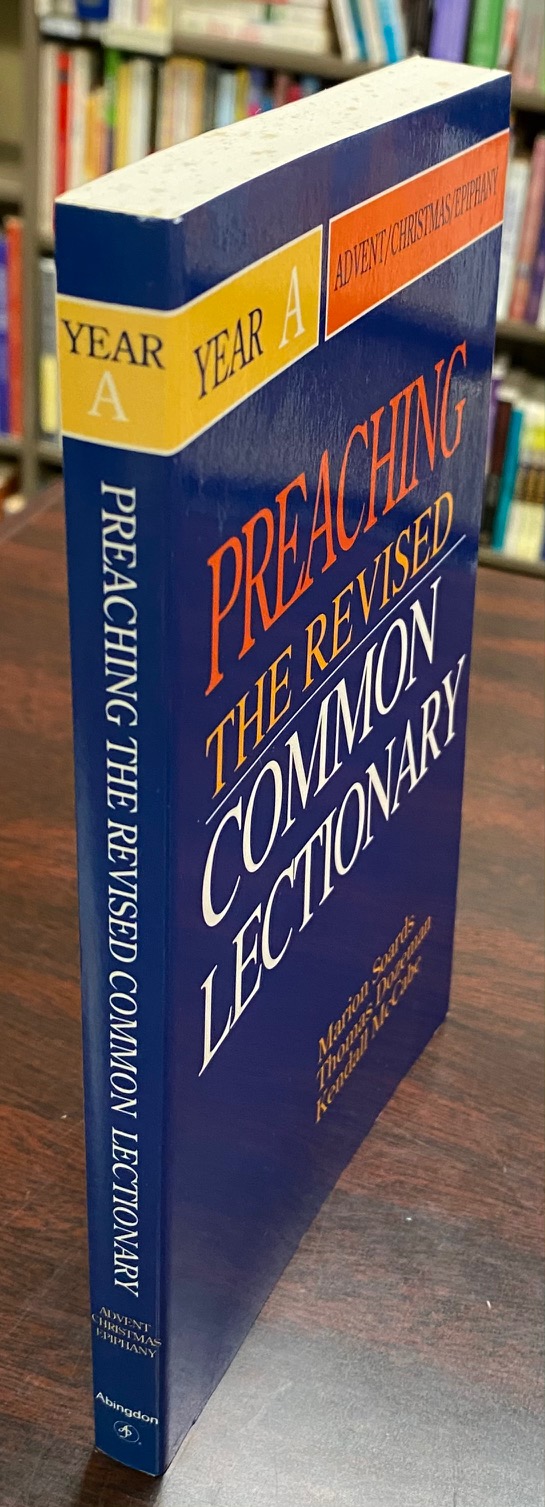 YEAR
A
PREACHING THE REVISED COMMON LECTIONARY
ADVENT
CHRISTMAS
EPIPHANY
Abingdon
YEAR A
ADVENT/CHRISTMAS/EPIPHANY
PREACHING
THE REVISED
COMMON
LECTIONARY
Marion Soards
Thomas Dozeman
Kendall McCabe